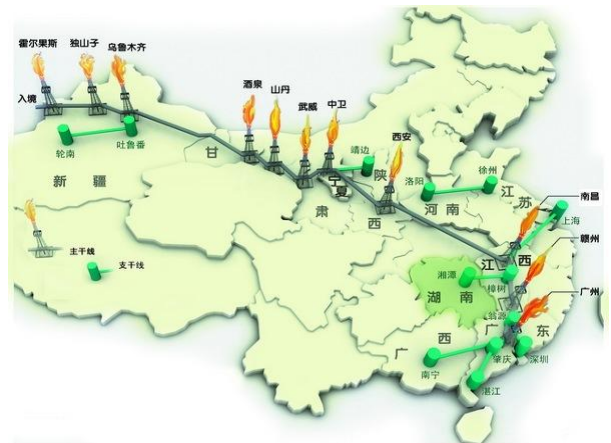 霍尔果斯
独山子
乌鲁木齐
入境
轮南
吐鲁番
新疆
酒泉
山丹
武威
中卫
西安
靖边
甘
肃
宁夏
陕
西
洛阳
徐州
河南
江
苏
南昌
上海
赣州
江
西
湘潭
樟树
湖南
翁源
广州
广
东
广
西
南宁
肇庆
深圳
湛江
主干线
支干线